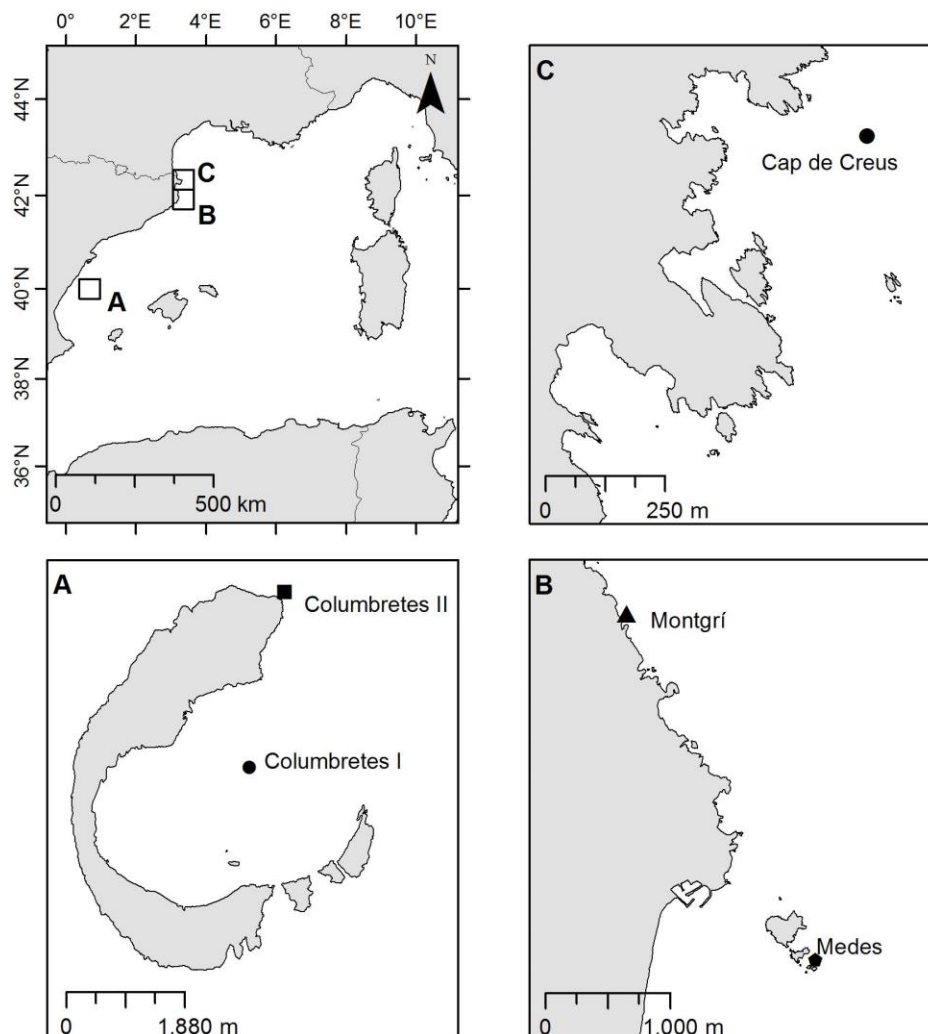 0° 2°E 4°E 6°E 8°E 10°E
44°N
42°N
40°N
38°N
36°N
N
C
B
A
0 500 km
C
Cap de Creus
0 250 m
A
Columbretes II
Columbretes I
0 1.880 m
B
Montgrí
Medes
0 1.000 m